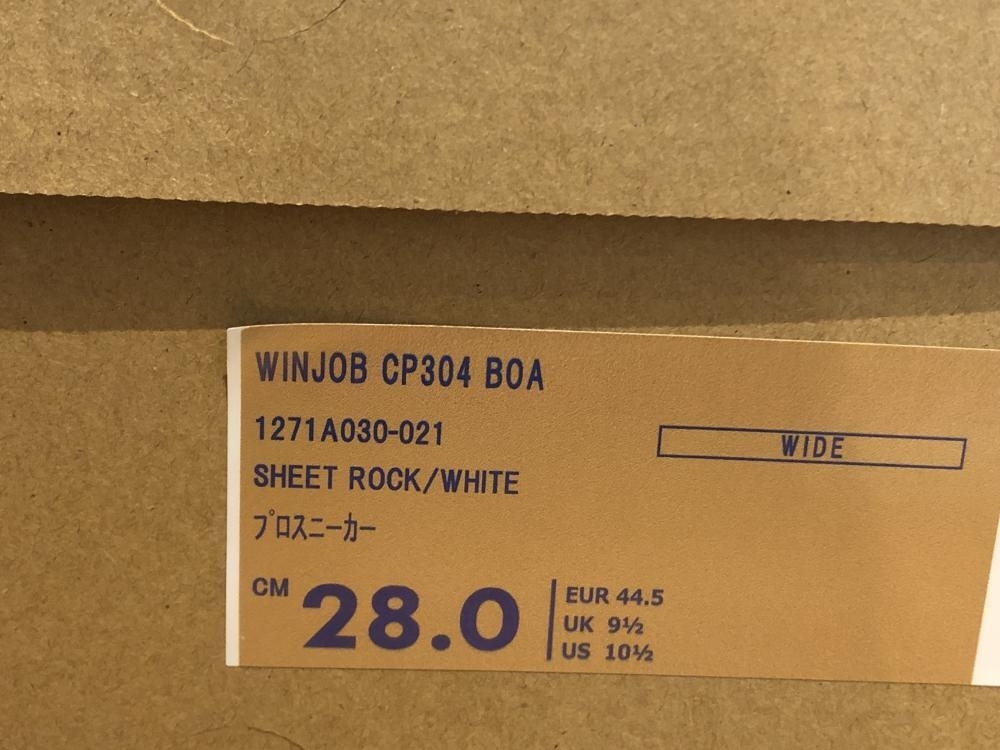 WINJOB CP304 BOA
1271A030-021
WIDE
SHEET ROCK/WHITE
プロスニーカー
CM 28.0
EUR 44.5
UK 9½
US 10½